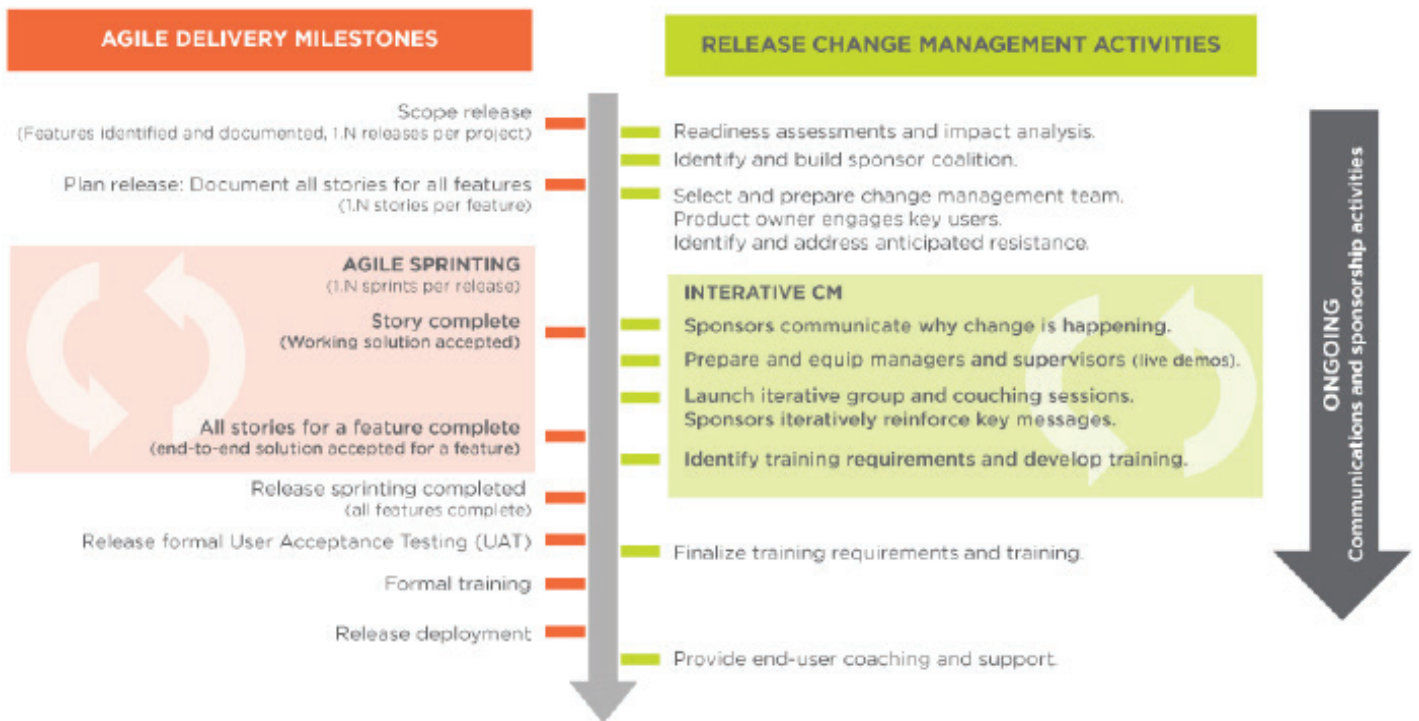 AGILE DELIVERY MILESTONES
Scope release
(Features identified and documented, 1.N releases per project)
Plan release: Document all stories for all features
(1.N stories per feature)
AGILE SPRINTING
(1.N sprints per release)
Story complete
(Working solution accepted)
All stories for a feature complete
(end-to-end solution accepted for a feature)
Release sprinting completed
(all features complete)
Release formal User Acceptance Testing (UAT)
Formal training
Release deployment
RELEASE CHANGE MANAGEMENT ACTIVITIES
Readiness assessments and impact analysis.
Identify and build sponsor coalition.
Select and prepare change management team.
Product owner engages key users.
Identify and address anticipated resistance.
INTERATIVE CM
Sponsors communicate why change is happening.
Prepare and equip managers and supervisors (live demos).
Launch iterative group and couching sessions.
Sponsors iteratively reinforce key messages.
Identify training requirements and develop training.
Finalize training requirements and training.
Provide end-user coaching and support.
ONGOING
Communications and sponsorship activities